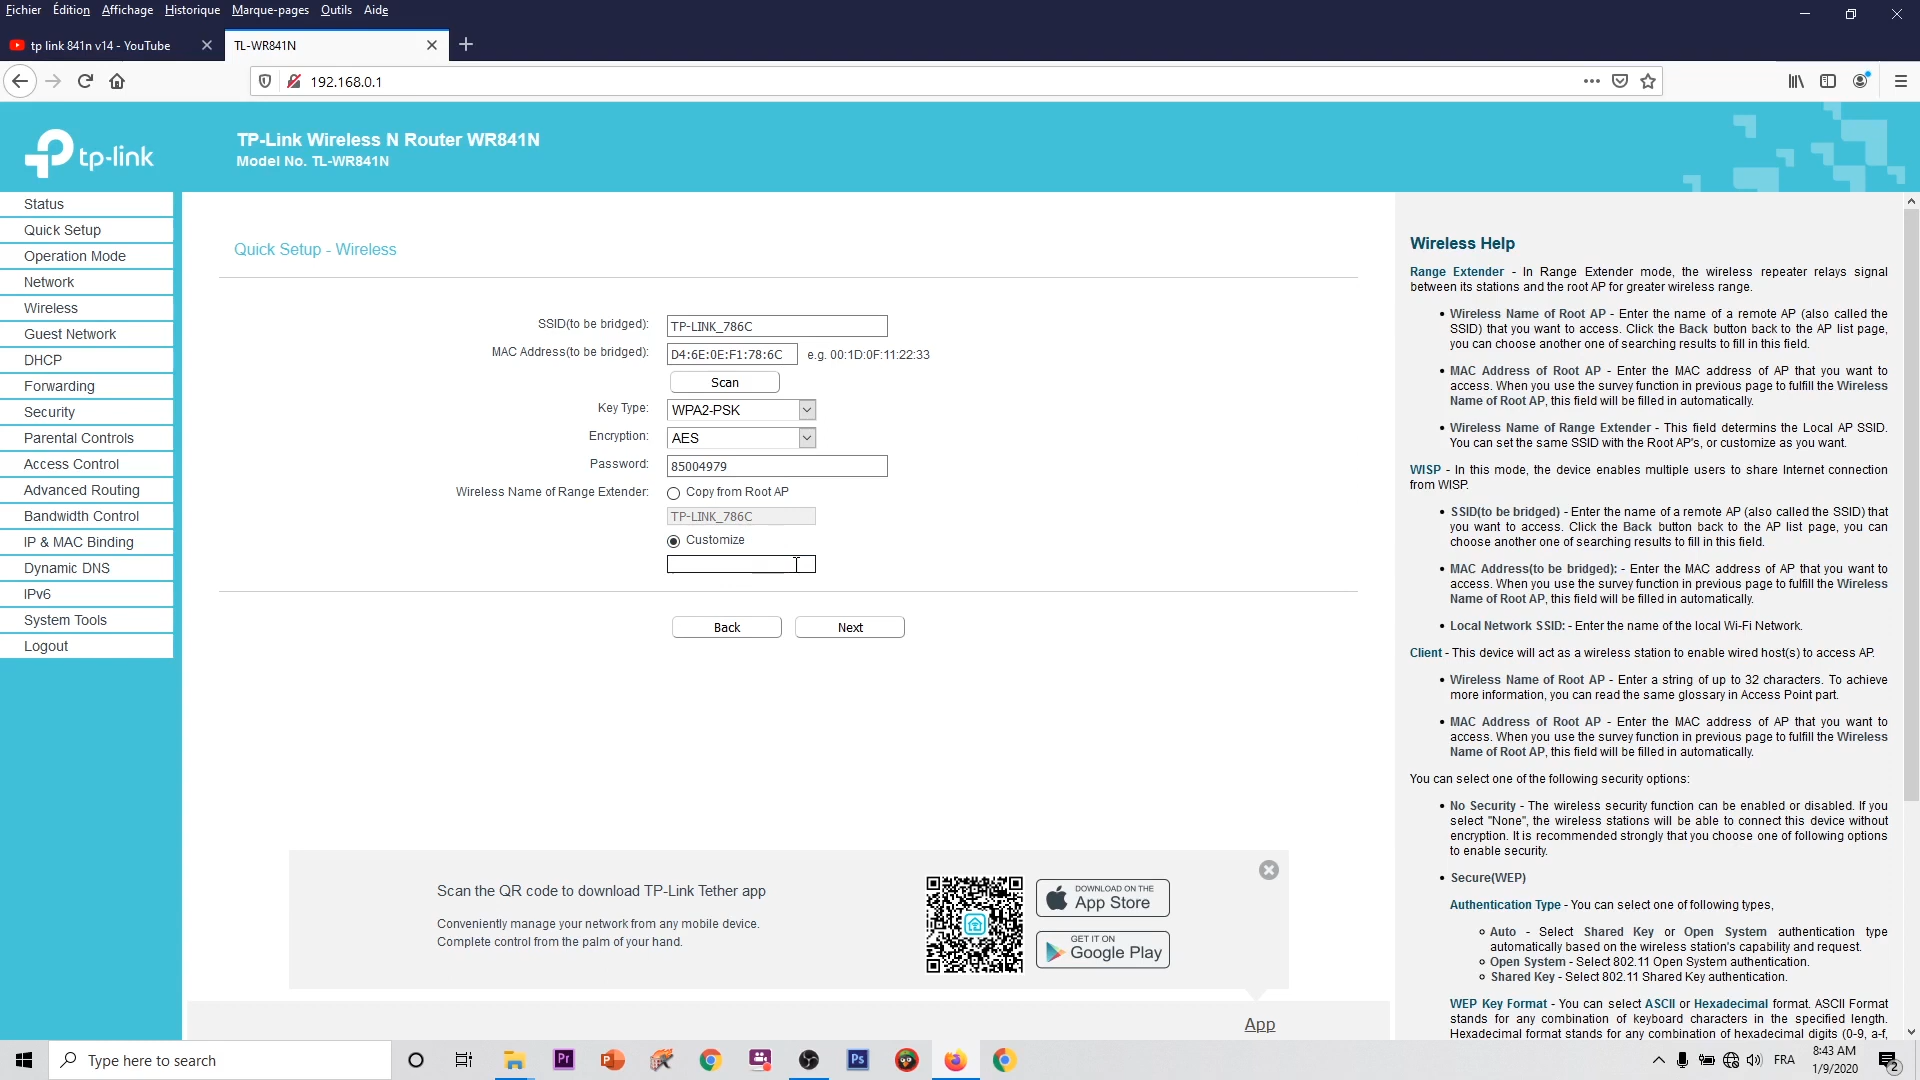 Fichier Édition Affichage Historique Marque-pages Outils Aide
tp link 841n v14 - YouTube
TL-WR841N
192.168.0.1
tp-link
TP-Link Wireless N Router WR841N
Model No. TL-WR841N
Status
Quick Setup
Operation Mode
Network
Wireless
Guest Network
DHCP
Forwarding
Security
Parental Controls
Access Control
Advanced Routing
Bandwidth Control
IP & MAC Binding
Dynamic DNS
IPv6
System Tools
Logout
Quick Setup - Wireless
SSID(to be bridged): TP-LINK_786C
MAC Address(to be bridged): D4:6E:0E:F1:78:6C e.g. 00:1D:0F:11:22:33
Scan
Key Type: WPA2-PSK
Encryption: AES
Password: 85004979
Wireless Name of Range Extender: Copy from Root AP
TP-LINK_786C
Customize
Back Next
Scan the QR code to download TP-Link Tether app
Conveniently manage your network from any mobile device.
Complete control from the palm of your hand.
DOWNLOAD ON THE
App Store
GET IT ON
Google Play
App
Wireless Help
Range Extender - In Range Extender mode, the wireless repeater relays signal
between its stations and the root AP for greater wireless range.
• Wireless Name of Root AP - Enter the name of a remote AP (also called the
SSID) that you want to access. Click the Back button back to the AP list page,
you can choose another one of searching results to fill in this field.
• MAC Address of Root AP - Enter the MAC address of AP that you want to
access. When you use the survey function in previous page to fulfill the Wireless
Name of Root AP, this field will be filled in automatically.
• Wireless Name of Range Extender - This field determins the Local AP SSID.
You can set the same SSID with the Root AP's, or customize as you want.
WISP - In this mode, the device enables multiple users to share Internet connection
from WISP.
• SSID(to be bridged) - Enter the name of a remote AP (also called the SSID) that
you want to access. Click the Back button back to the AP list page, you can
choose another one of searching results to fill in this field.
• MAC Address(to be bridged): - Enter the MAC address of AP that you want to
access. When you use the survey function in previous page to fulfill the Wireless
Name of Root AP, this field will be filled in automatically.
• Local Network SSID: - Enter the name of the local Wi-Fi Network.
Client - This device will act as a wireless station to enable wired host(s) to access AP.
• Wireless Name of Root AP - Enter a string of up to 32 characters. To achieve
more information, you can read the same glossary in Access Point part.
• MAC Address of Root AP - Enter the MAC address of AP that you want to
access. When you use the survey function in previous page to fulfill the Wireless
Name of Root AP, this field will be filled in automatically.
You can select one of the following security options:
• No Security - The wireless security function can be enabled or disabled. If you
select "None", the wireless stations will be able to connect this device without
encryption. It is recommended strongly that you choose one of following options
to enable security.
• Secure(WEP)
Authentication Type - You can select one of following types,
Auto - Select Shared Key or Open System authentication type
automatically based on the wireless station's capability and request.
Open System - Select 802.11 Open System authentication.
Shared Key - Select 802.11 Shared Key authentication.
WEP Key Format - You can select ASCII or Hexadecimal format. ASCII Format
stands for any combination of keyboard characters in the specified length.
Hexadecimal format stands for any combination of hexadecimal digits (0-9, a-f,
Type here to search
Pr
Ps
FRA
8:43 AM
1/9/2020
2